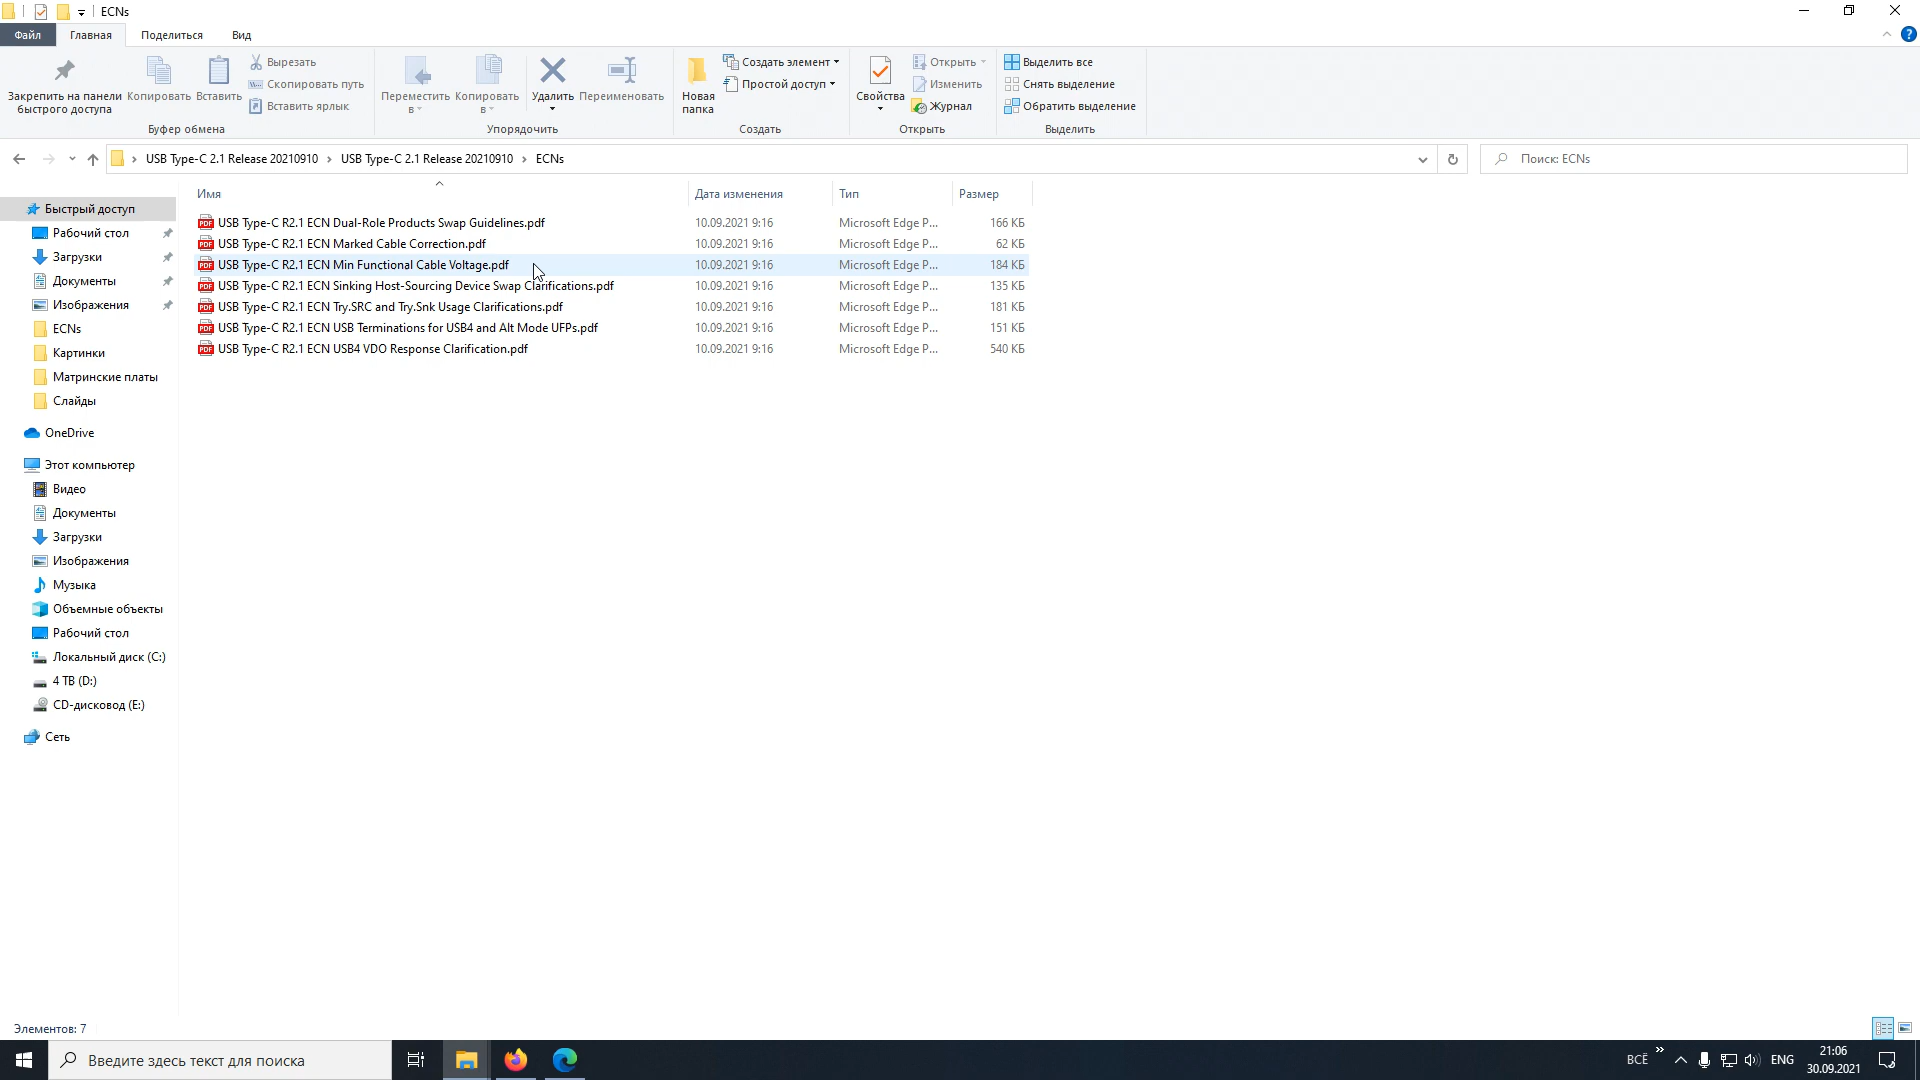 ECNs
Файл Главная Поделиться Вид
Закрепить на панели быстрого доступа
Копировать
Вставить
Вырезать
Скопировать путь
Вставить ярлык
Буфер обмена
Переместить в
Копировать в
Удалить
Переименовать
Упорядочить
Новая папка
Создать элемент
Простой доступ
Создать
Свойства
Открыть
Изменить
Журнал
Открыть
Выделить все
Снять выделение
Обратить выделение
Выделить
USB Type-C 2.1 Release 20210910 › USB Type-C 2.1 Release 20210910 › ECNs
Поиск: ECNs
Быстрый доступ
Рабочий стол
Загрузки
Документы
Изображения
ECNs
Картинки
Матринские платы
Слайды
OneDrive
Этот компьютер
Видео
Документы
Загрузки
Изображения
Музыка
Объемные объекты
Рабочий стол
Локальный диск (C:)
4 TB (D:)
CD-дисковод (E:)
Сеть
Имя Дата изменения Тип Размер
PDF USB Type-C R2.1 ECN Dual-Role Products Swap Guidelines.pdf 10.09.2021 9:16 Microsoft Edge P... 166 КБ
PDF USB Type-C R2.1 ECN Marked Cable Correction.pdf 10.09.2021 9:16 Microsoft Edge P... 62 КБ
PDF USB Type-C R2.1 ECN Min Functional Cable Voltage.pdf 10.09.2021 9:16 Microsoft Edge P... 184 КБ
PDF USB Type-C R2.1 ECN Sinking Host-Sourcing Device Swap Clarifications.pdf 10.09.2021 9:16 Microsoft Edge P... 135 КБ
PDF USB Type-C R2.1 ECN Try.SRC and Try.Snk Usage Clarifications.pdf 10.09.2021 9:16 Microsoft Edge P... 181 КБ
PDF USB Type-C R2.1 ECN USB Terminations for USB4 and Alt Mode UFPs.pdf 10.09.2021 9:16 Microsoft Edge P... 151 КБ
PDF USB Type-C R2.1 ECN USB4 VDO Response Clarification.pdf 10.09.2021 9:16 Microsoft Edge P... 540 КБ
Элементов: 7
Введите здесь текст для поиска
ВСЁ » ENG
21:06
30.09.2021